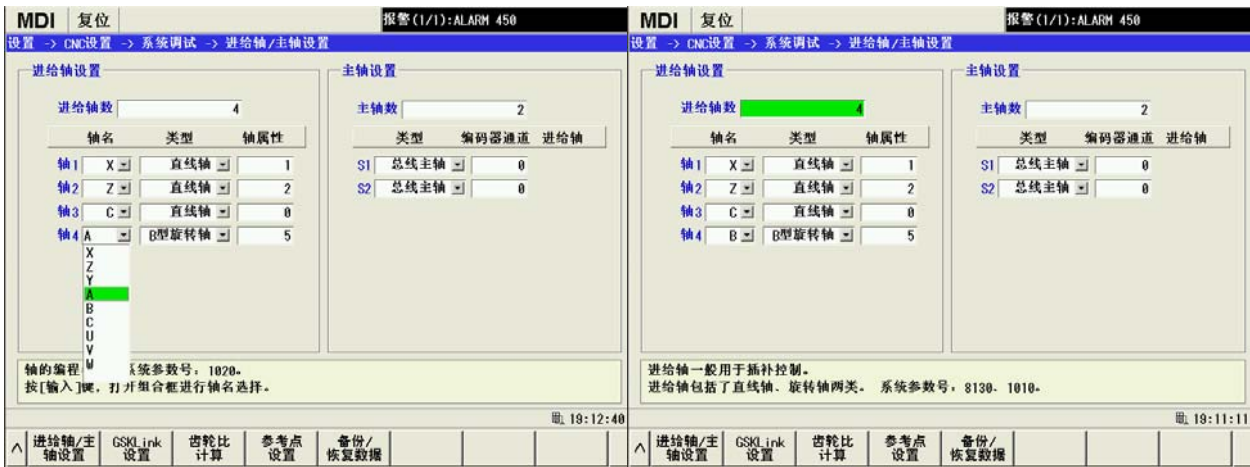 MDI 复位 报警(1/1):ALARM 450
设置 -> CNC设置 -> 系统调试 -> 进给轴/主轴设置
进给轴设置 主轴设置
进给轴数 4 主轴数 2
轴名 类型 轴属性 类型 编码器通道 进给轴
轴1 X 直线轴 1 S1 总线主轴 0
轴2 Z 直线轴 2 S2 总线主轴 0
轴3 C 直线轴 0
轴4 A B型旋转轴 5
X
Z
Y
A
B
C
U
V
W
轴的编程 系统参数号: 1020.
按[输入]键, 打开组合框进行轴名选择.
19:12:40
进给轴/主轴设置 GSKLink设置 齿轮比计算 参考点设置 备份/恢复数据
MDI 复位 报警(1/1):ALARM 450
设置 -> CNC设置 -> 系统调试 -> 进给轴/主轴设置
进给轴设置 主轴设置
进给轴数 4 主轴数 2
轴名 类型 轴属性 类型 编码器通道 进给轴
轴1 X 直线轴 1 S1 总线主轴 0
轴2 Z 直线轴 2 S2 总线主轴 0
轴3 C 直线轴 0
轴4 B B型旋转轴 5
进给轴一般用于插补控制.
进给轴包括了直线轴、旋转轴两类. 系统参数号: 8130. 1010.
19:11:11
进给轴/主轴设置 GSKLink设置 齿轮比计算 参考点设置 备份/恢复数据